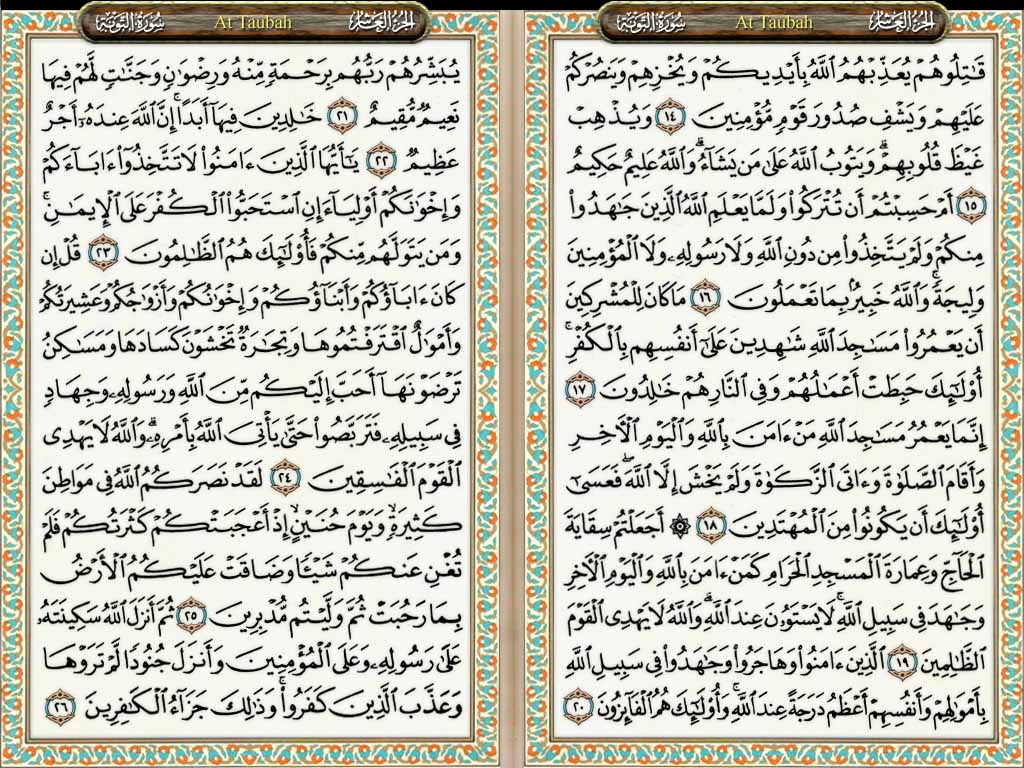 الجزء العاشر At Taubah سورة التوبة
قَـٰتِلُوهُمْ يُعَذِّبْهُمُ ٱللَّهُ بِأَيْدِيكُمْ وَيُخْزِهِمْ وَيَنصُرْكُمْ
عَلَيْهِمْ وَيَشْفِ صُدُورَ قَوْمٍ مُّؤْمِنِينَ ١٤ وَيُذْهِبْ
غَيْظَ قُلُوبِهِمْ ۗ وَيَتُوبُ ٱللَّهُ عَلَىٰ مَن يَشَآءُ ۗ وَٱللَّهُ عَلِيمٌ حَكِيمٌ
١٥ أَمْ حَسِبْتُمْ أَن تُتْرَكُوا۟ وَلَمَّا يَعْلَمِ ٱللَّهُ ٱلَّذِينَ جَـٰهَدُوا۟
مِنكُمْ وَلَمْ يَتَّخِذُوا۟ مِن دُونِ ٱللَّهِ وَلَا رَسُولِهِۦ وَلَا ٱلْمُؤْمِنِينَ
وَلِيجَةً ۚ وَٱللَّهُ خَبِيرٌۢ بِمَا تَعْمَلُونَ ١٦ مَا كَانَ لِلْمُشْرِكِينَ
أَن يَعْمُرُوا۟ مَسَـٰجِدَ ٱللَّهِ شَـٰهِدِينَ عَلَىٰٓ أَنفُسِهِم بِٱلْكُفْرِ ۚ
أُو۟لَـٰٓئِكَ حَبِطَتْ أَعْمَـٰلُهُمْ وَفِى ٱلنَّارِ هُمْ خَـٰلِدُونَ ١٧
إِنَّمَا يَعْمُرُ مَسَـٰجِدَ ٱللَّهِ مَنْ ءَامَنَ بِٱللَّهِ وَٱلْيَوْمِ ٱلْـَٔاخِرِ
وَأَقَامَ ٱلصَّلَوٰةَ وَءَاتَى ٱلزَّكَوٰةَ وَلَمْ يَخْشَ إِلَّا ٱللَّهَ ۖ فَعَسَىٰٓ
أُو۟لَـٰٓئِكَ أَن يَكُونُوا۟ مِنَ ٱلْمُهْتَدِينَ ١٨ ۞ أَجَعَلْتُمْ سِقَايَةَ
ٱلْحَآجِّ وَعِمَارَةَ ٱلْمَسْجِدِ ٱلْحَرَامِ كَمَنْ ءَامَنَ بِٱللَّهِ وَٱلْيَوْمِ ٱلْـَٔاخِرِ
وَجَـٰهَدَ فِى سَبِيلِ ٱللَّهِ ۚ لَا يَسْتَوُۥنَ عِندَ ٱللَّهِ ۗ وَٱللَّهُ لَا يَهْدِى ٱلْقَوْمَ
ٱلظَّـٰلِمِينَ ١٩ ٱلَّذِينَ ءَامَنُوا۟ وَهَاجَرُوا۟ وَجَـٰهَدُوا۟ فِى سَبِيلِ ٱللَّهِ
بِأَمْوَٰلِهِمْ وَأَنفُسِهِمْ أَعْظَمُ دَرَجَةً عِندَ ٱللَّهِ ۚ وَأُو۟لَـٰٓئِكَ هُمُ ٱلْفَآئِزُونَ ٢٠
الجزء العاشر At Taubah سورة التوبة
يُبَشِّرُهُمْ رَبُّهُم بِرَحْمَةٍ مِّنْهُ وَرِضْوَٰنٍ وَجَنَّـٰتٍ لَّهُمْ فِيهَا
نَعِيمٌ مُّقِيمٌ ٢١ خَـٰلِدِينَ فِيهَآ أَبَدًا ۚ إِنَّ ٱللَّهَ عِندَهُۥٓ أَجْرٌ
عَظِيمٌ ٢٢ يَـٰٓأَيُّهَا ٱلَّذِينَ ءَامَنُوا۟ لَا تَتَّخِذُوٓا۟ ءَابَآءَكُمْ
وَإِخْوَٰنَكُمْ أَوْلِيَآءَ إِنِ ٱسْتَحَبُّوا۟ ٱلْكُفْرَ عَلَى ٱلْإِيمَـٰنِ ۚ
وَمَن يَتَوَلَّهُم مِّنكُمْ فَأُو۟لَـٰٓئِكَ هُمُ ٱلظَّـٰلِمُونَ ٢٣ قُلْ إِن
كَانَ ءَابَآؤُكُمْ وَأَبْنَآؤُكُمْ وَإِخْوَٰنُكُمْ وَأَزْوَٰجُكُمْ وَعَشِيرَتُكُمْ
وَأَمْوَٰلٌ ٱقْتَرَفْتُمُوهَا وَتِجَـٰرَةٌ تَخْشَوْنَ كَسَادَهَا وَمَسَـٰكِنُ
تَرْضَوْنَهَآ أَحَبَّ إِلَيْكُم مِّنَ ٱللَّهِ وَرَسُولِهِۦ وَجِهَادٍ
فِى سَبِيلِهِۦ فَتَرَبَّصُوا۟ حَتَّىٰ يَأْتِىَ ٱللَّهُ بِأَمْرِهِۦ ۗ وَٱللَّهُ لَا يَهْدِى
ٱلْقَوْمَ ٱلْفَـٰسِقِينَ ٢٤ لَقَدْ نَصَرَكُمُ ٱللَّهُ فِى مَوَاطِنَ
كَثِيرَةٍ ۙ وَيَوْمَ حُنَيْنٍ ۙ إِذْ أَعْجَبَتْكُمْ كَثْرَتُكُمْ فَلَمْ
تُغْنِ عَنكُمْ شَيْـًٔا وَضَاقَتْ عَلَيْكُمُ ٱلْأَرْضُ
بِمَا رَحُبَتْ ثُمَّ وَلَّيْتُم مُّدْبِرِينَ ٢٥ ثُمَّ أَنزَلَ ٱللَّهُ سَكِينَتَهُۥ
عَلَىٰ رَسُولِهِۦ وَعَلَى ٱلْمُؤْمِنِينَ وَأَنزَلَ جُنُودًا لَّمْ تَرَوْهَا
وَعَذَّبَ ٱلَّذِينَ كَفَرُوا۟ ۚ وَذَٰلِكَ جَزَآءُ ٱلْكَـٰفِرِينَ ٢٦